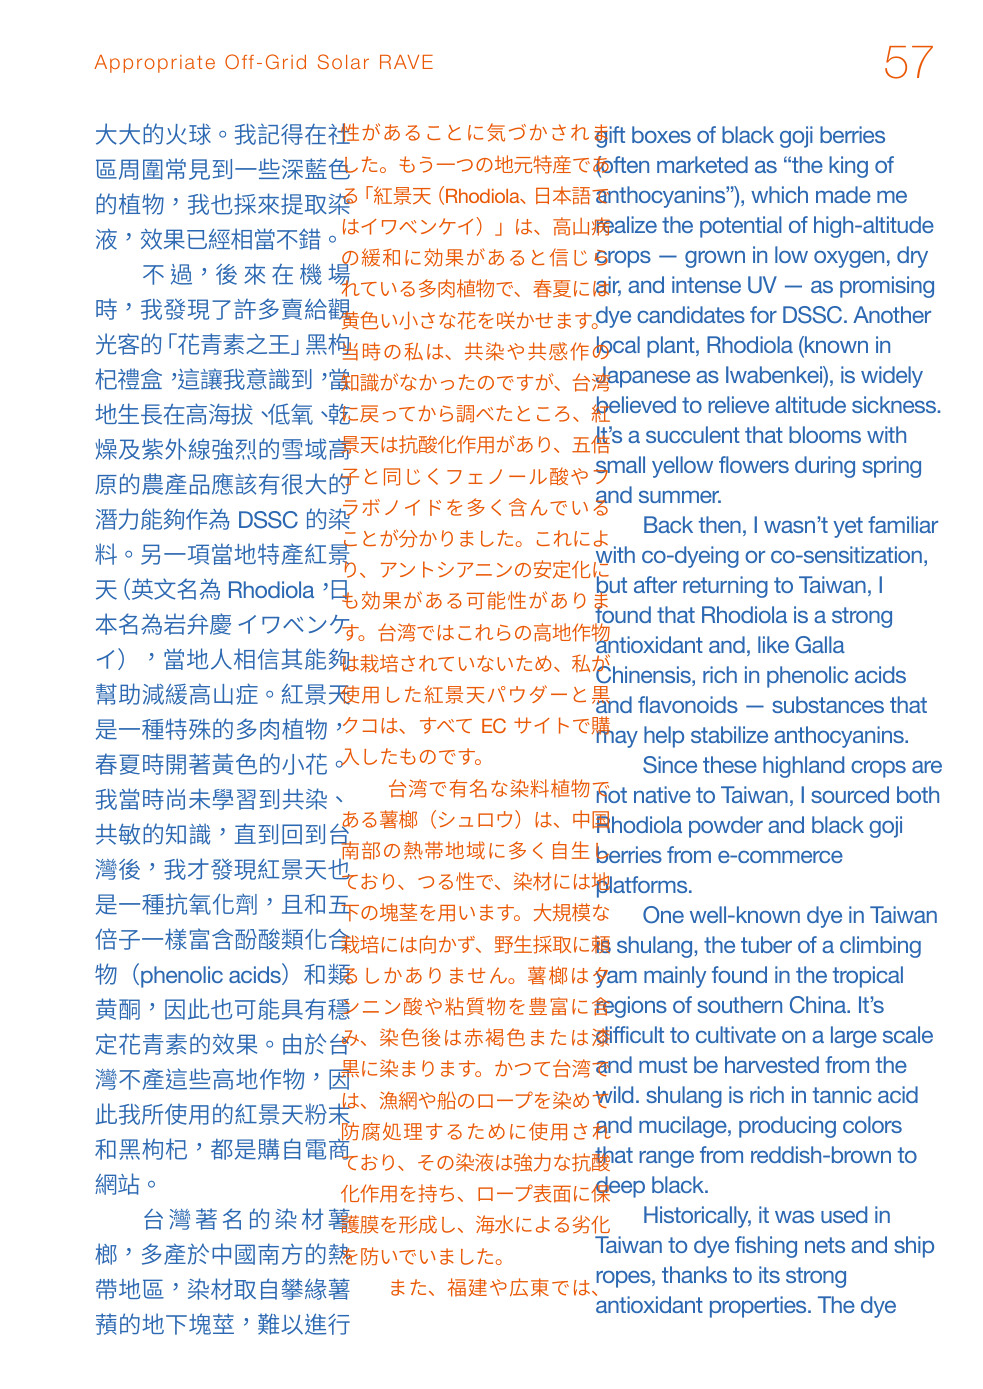 Appropriate Off-Grid Solar RAVE
57
大大的火球。我記得在社
區周圍常見到一些深藍色
的植物，我也採來提取染
液，效果已經相當不錯。
不過，後來在機場
時，我發現了許多賣給觀
光客的「花青素之王」黑枸
杞禮盒，這讓我意識到，當
地生長在高海拔、低氧、乾
燥及紫外線強烈的雪域高
原的農產品應該有很大的
潛力能夠作為 DSSC 的染
料。另一項當地特產紅景
天（英文名為 Rhodiola，日
本名為岩弁慶 イワベンケ
イ），當地人相信其能夠
幫助減緩高山症。紅景天
是一種特殊的多肉植物，
春夏時開著黃色的小花。
我當時尚未學習到共染、
共敏的知識，直到回到台
灣後，我才發現紅景天也
是一種抗氧化劑，且和五
倍子一樣富含酚酸類化合
物（phenolic acids）和類
黄酮，因此也可能具有穩
定花青素的效果。由於台
灣不產這些高地作物，因
此我所使用的紅景天粉末
和黑枸杞，都是購自電商
網站。
台灣著名的染材薯
榔，多產於中國南方的熱
帶地區，染材取自攀緣薯
蕷的地下塊莖，難以進行
性があることに気づかされま
した。もう一つの地元特産であ
る「紅景天（Rhodiola、日本語で
はイワベンケイ）」は、高山病
の緩和に効果があると信じら
れている多肉植物で、春夏には
黄色い小さな花を咲かせます。
当時の私は、共染や共感作の
知識がなかったのですが、台湾
に戻ってから調べたところ、紅
景天は抗酸化作用があり、五倍
子と同じくフェノール酸やフ
ラボノイドを多く含んでいる
ことが分かりました。これによ
り、アントシアニンの安定化に
も効果がある可能性がありま
す。台湾ではこれらの高地作物
は栽培されていないため、私が
使用した紅景天パウダーと黒
クコは、すべて EC サイトで購
入したものです。
台湾で有名な染料植物で
ある薯榔（シュロウ）は、中国
南部の熱帯地域に多く自生し
ており、つる性で、染材には地
下の塊茎を用います。大規模な
栽培には向かず、野生採取に頼
るしかありません。薯榔はタ
ンニン酸や粘質物を豊富に含
み、染色後は赤褐色または漆
黒に染まります。かつて台湾で
は、漁網や船のロープを染めて
防腐処理するために使用され
ており、その染液は強力な抗酸
化作用を持ち、ロープ表面に保
護膜を形成し、海水による劣化
を防いでいました。
また、福建や広東では、
gift boxes of black goji berries
(often marketed as “the king of
anthocyanins”), which made me
realize the potential of high-altitude
crops — grown in low oxygen, dry
air, and intense UV — as promising
dye candidates for DSSC. Another
local plant, Rhodiola (known in
Japanese as Iwabenkei), is widely
believed to relieve altitude sickness.
It’s a succulent that blooms with
small yellow flowers during spring
and summer.
Back then, I wasn’t yet familiar
with co-dyeing or co-sensitization,
but after returning to Taiwan, I
found that Rhodiola is a strong
antioxidant and, like Galla
Chinensis, rich in phenolic acids
and flavonoids — substances that
may help stabilize anthocyanins.
Since these highland crops are
not native to Taiwan, I sourced both
Rhodiola powder and black goji
berries from e-commerce
platforms.
One well-known dye in Taiwan
is shulang, the tuber of a climbing
yam mainly found in the tropical
regions of southern China. It’s
difficult to cultivate on a large scale
and must be harvested from the
wild. shulang is rich in tannic acid
and mucilage, producing colors
that range from reddish-brown to
deep black.
Historically, it was used in
Taiwan to dye fishing nets and ship
ropes, thanks to its strong
antioxidant properties. The dye